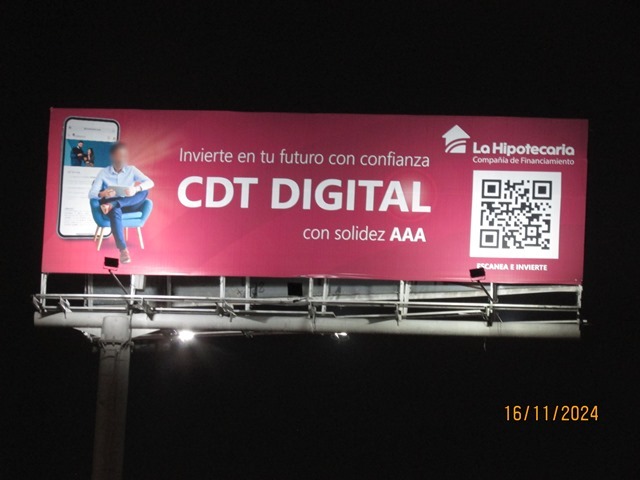 Invierte en tu futuro con confianza
CDT DIGITAL
con solidez AAA
La Hipotecaria
Compañía de Financiamiento
ESCANEA E INVIERTE
16/11/2024